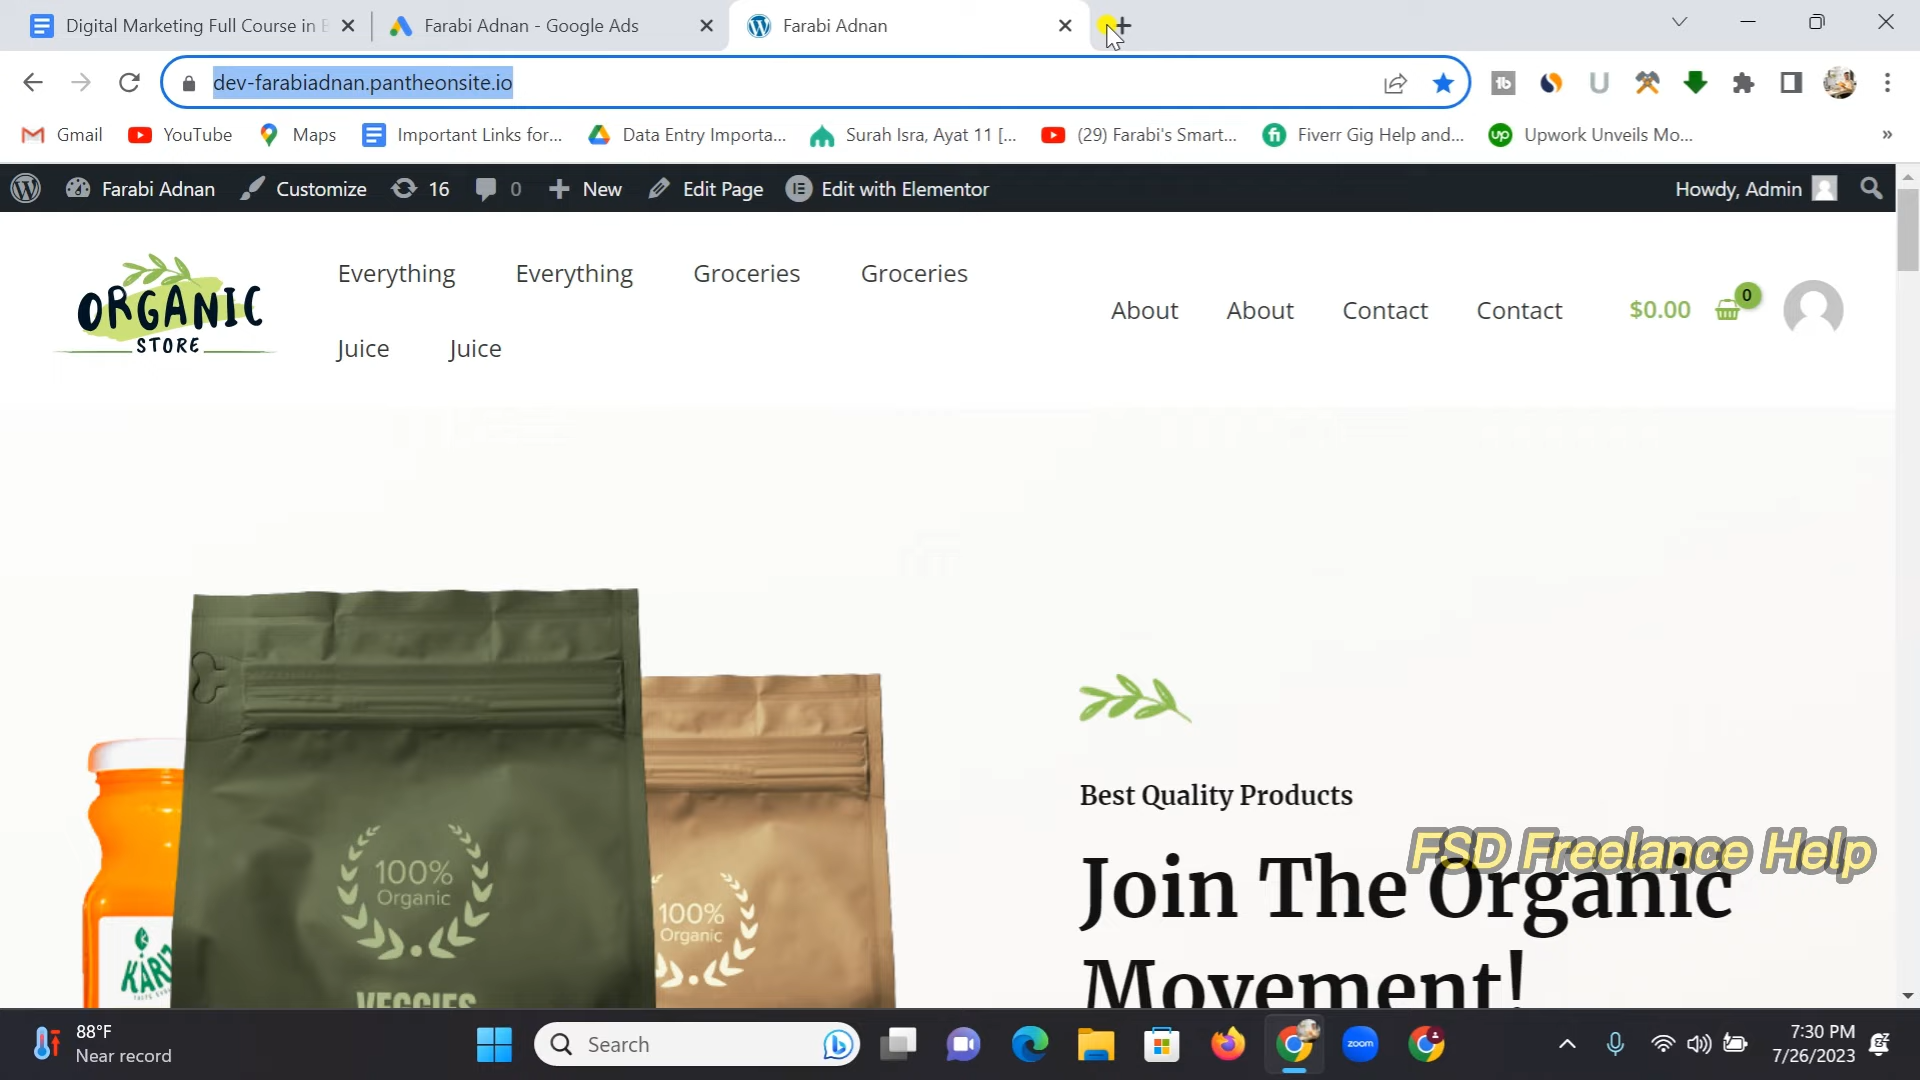 Digital Marketing Full Course in
Farabi Adnan - Google Ads
Farabi Adnan
dev-farabiadnan.pantheonsite.io
Gmail
YouTube
Maps
Important Links for...
Data Entry Importa...
Surah Isra, Ayat 11 [...
(29) Farabi's Smart...
Fiverr Gig Help and...
Upwork Unveils Mo...
»
Farabi Adnan
Customize
16
0
New
Edit Page
Edit with Elementor
Howdy, Admin
ORGANIC
STORE
Everything
Everything
Groceries
Groceries
Juice
Juice
About
About
Contact
Contact
$0.00
0
Best Quality Products
Join The Organic
Movement!
FSD Freelance Help
100%
Organic
VEGGIES
100%
Organic
88°F
Near record
Search
zoom
7:30 PM
7/26/2023